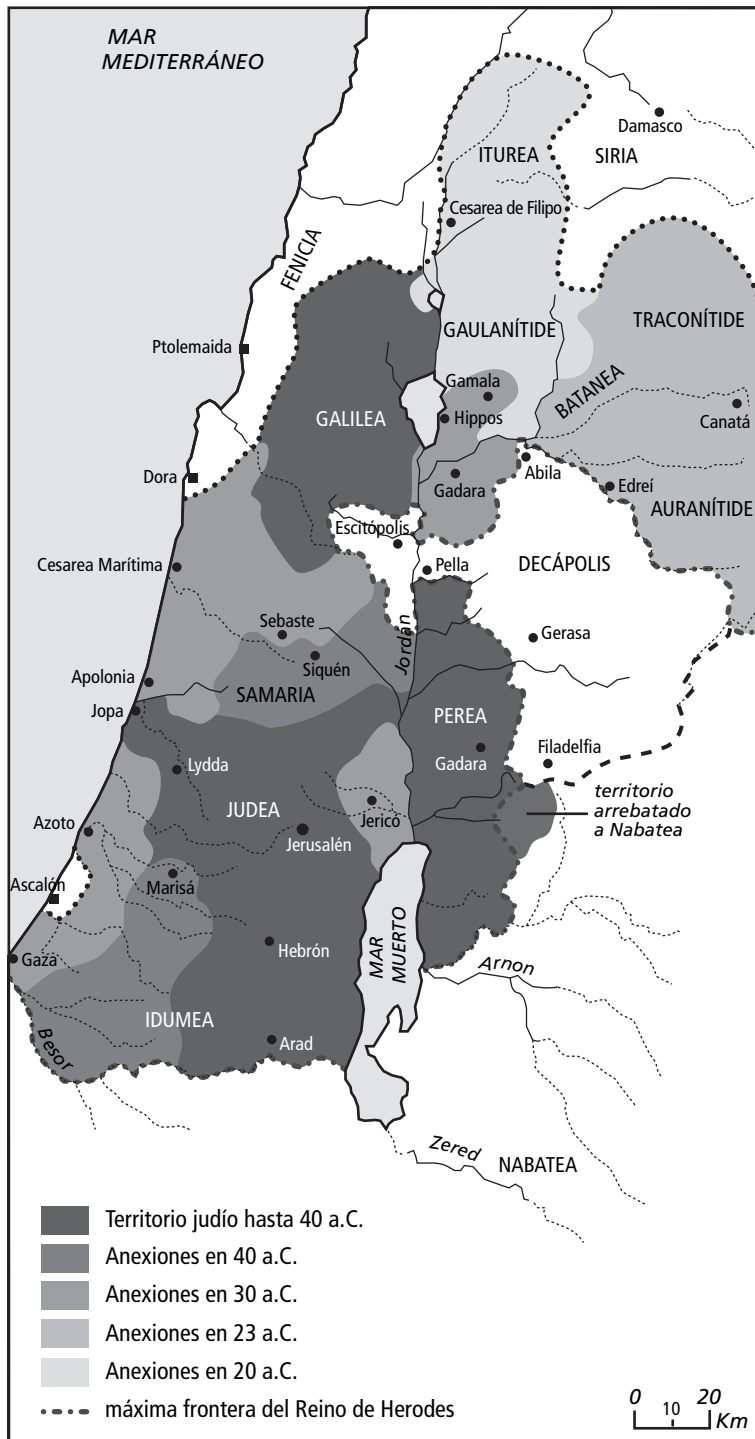 MAR
MEDITERRÁNEO
Damasco
ITUREA
SIRIA
Cesarea de Filipo
FENICIA
TRACONÍTIDE
GAULANÍTIDE
Ptolemaida
BATANEA
Gamala
Canatá
GALILEA
Hippos
Dora
Gadara
Abila
Edreí
AURANÍTIDE
Escitópolis
Cesarea Marítima
Pella
DECÁPOLIS
Sebaste
Jordán
Gerasa
Siquén
Apolonia
SAMARIA
Jopa
PEREA
Lydda
Gadara
Filadelfia
territorio
arrebatado
a Nabatea
JUDEA
Jericó
Azoto
Jerusalén
Ascalón
Marisá
MAR
MUERTO
Hebrón
Gaza
Arnon
IDUMEA
Besor
Arad
Zered
NABATEA
Territorio judío hasta 40 a.C.
Anexiones en 40 a.C.
Anexiones en 30 a.C.
Anexiones en 23 a.C.
Anexiones en 20 a.C.
máxima frontera del Reino de Herodes
0 10 20
Km